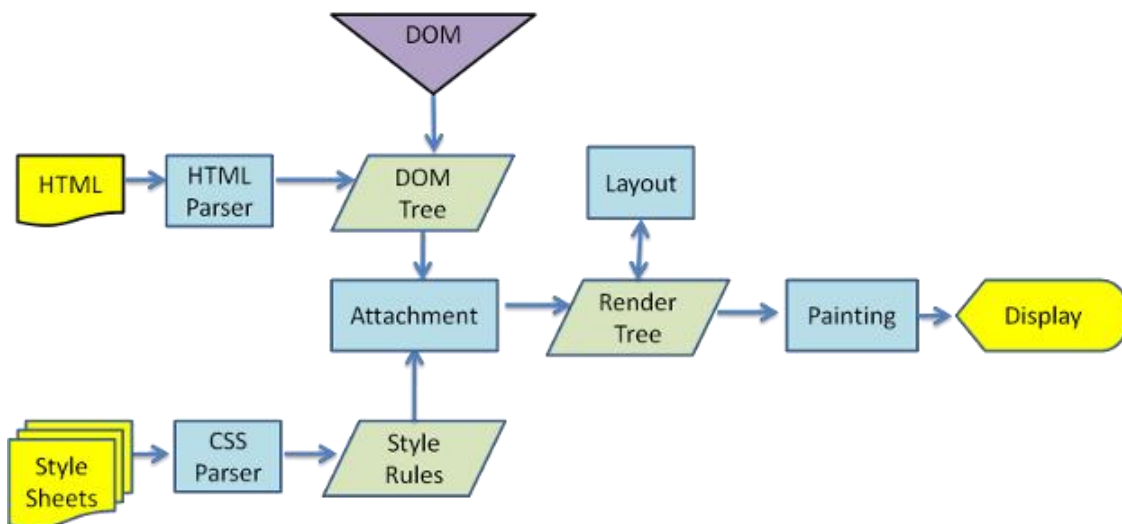 DOM
HTML
HTML
Parser
DOM
Tree
Layout
Attachment
Render
Tree
Painting
Display
Style
Sheets
CSS
Parser
Style
Rules